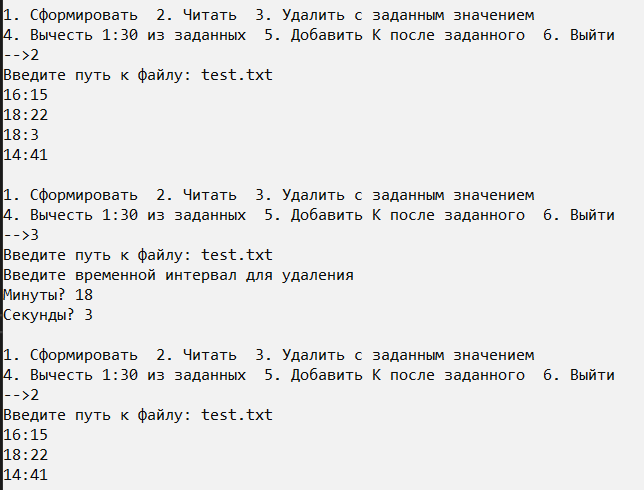 1. Сформировать  2. Читать  3. Удалить с заданным значением
4. Вычесть 1:30 из заданных  5. Добавить К после заданного  6. Выйти
-->2
Введите путь к файлу: test.txt
16:15
18:22
18:3
14:41
1. Сформировать  2. Читать  3. Удалить с заданным значением
4. Вычесть 1:30 из заданных  5. Добавить К после заданного  6. Выйти
-->3
Введите путь к файлу: test.txt
Введите временной интервал для удаления
Минуты? 18
Секунды? 3
1. Сформировать  2. Читать  3. Удалить с заданным значением
4. Вычесть 1:30 из заданных  5. Добавить К после заданного  6. Выйти
-->2
Введите путь к файлу: test.txt
16:15
18:22
14:41